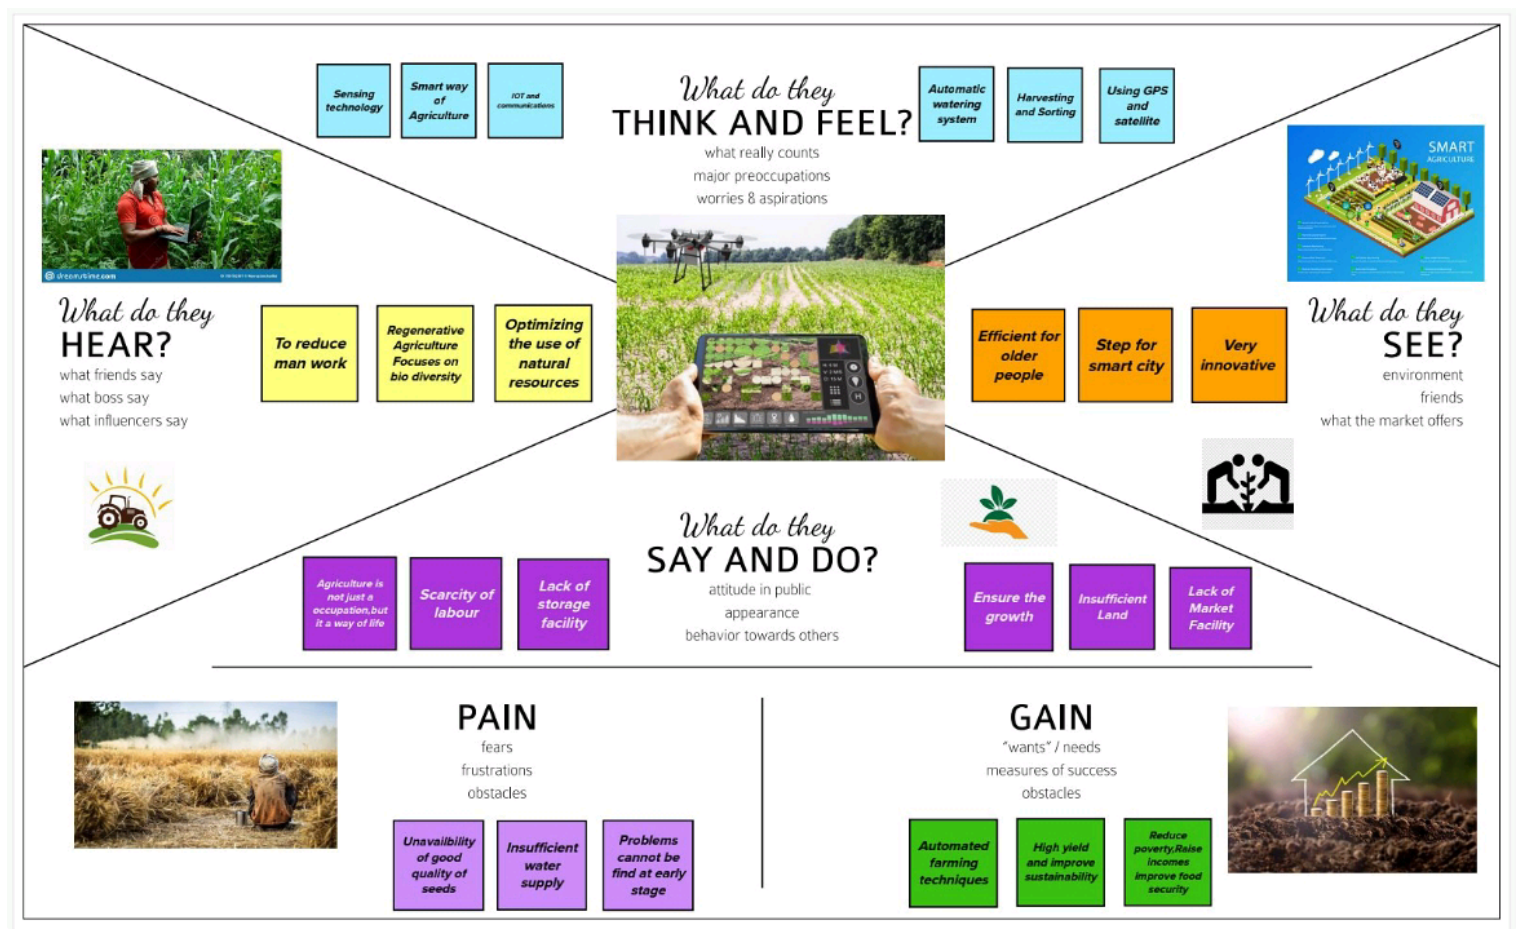 Sensing
technology
Smart way
of
Agriculture
IOT and
communications
What do they
THINK AND FEEL?
what really counts
major preoccupations
worries & aspirations
Automatic
watering
system
Harvesting
and Sorting
Using GPS
and
satellite
SMART
AGRICULTURE
dreamstime.com
What do they
HEAR?
what friends say
what boss say
what influencers say
To reduce
man work
Regenerative
Agriculture
Focuses on
bio diversity
Optimizing
the use of
natural
resources
Efficient for
older
people
Step for
smart city
Very
innovative
What do they
SEE?
environment
friends
what the market offers
What do they
SAY AND DO?
attitude in public
appearance
behavior towards others
Agriculture is
not just a
occupation,but
it a way of life
Scarcity of
labour
Lack of
storage
facility
Ensure the
growth
Insufficient
Land
Lack of
Market
Facility
PAIN
fears
frustrations
obstacles
Unavailbility
of good
quality of
seeds
Insufficient
water
supply
Problems
cannot be
find at early
stage
GAIN
"wants" / needs
measures of success
obstacles
Automated
farming
techniques
High yield
and improve
sustainability
Reduce
poverty,Raise
incomes
improve food
security